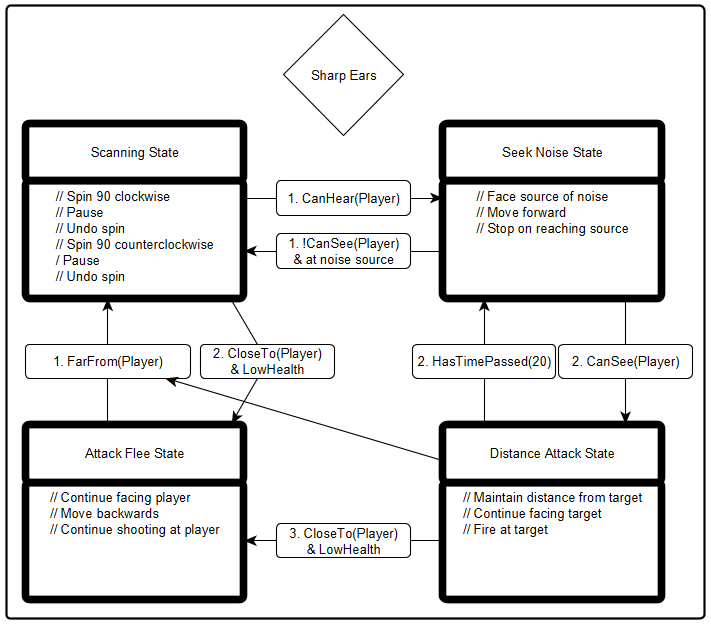 Sharp Ears
Scanning State
// Spin 90 clockwise
// Pause
// Undo spin
// Spin 90 counterclockwise
/ Pause
// Undo spin
1. CanHear(Player)
1. !CanSee(Player)
& at noise source
Seek Noise State
// Face source of noise
// Move forward
// Stop on reaching source
1. FarFrom(Player)
2. CloseTo(Player)
& LowHealth
2. HasTimePassed(20)
2. CanSee(Player)
Attack Flee State
// Continue facing player
// Move backwards
// Continue shooting at player
3. CloseTo(Player)
& LowHealth
Distance Attack State
// Maintain distance from target
// Continue facing target
// Fire at target